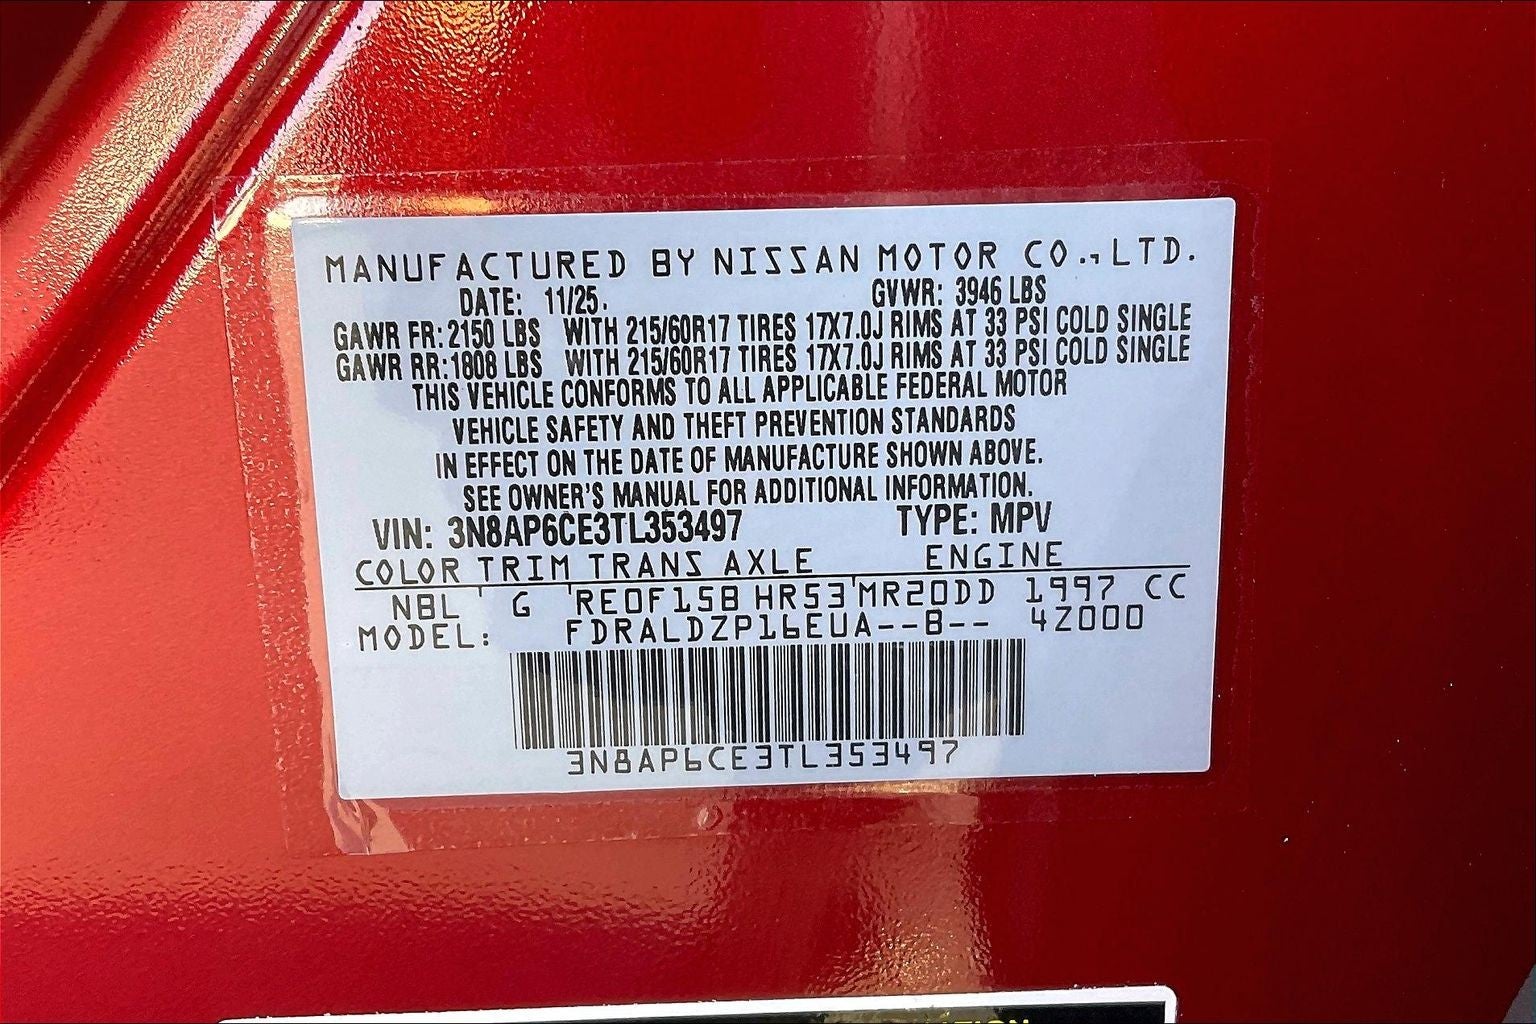 MANUFACTURED BY NISSAN MOTOR CO., LTD.
DATE: 11/25. GVWR: 3946 LBS
GAWR FR: 2150 LBS WITH 215/60R17 TIRES 17X7.0J RIMS AT 33 PSI COLD SINGLE
GAWR RR: 1808 LBS WITH 215/60R17 TIRES 17X7.0J RIMS AT 33 PSI COLD SINGLE
THIS VEHICLE CONFORMS TO ALL APPLICABLE FEDERAL MOTOR
VEHICLE SAFETY AND THEFT PREVENTION STANDARDS
IN EFFECT ON THE DATE OF MANUFACTURE SHOWN ABOVE.
SEE OWNER'S MANUAL FOR ADDITIONAL INFORMATION.
VIN: 3N8AP6CE3TL353497 TYPE: MPV
COLOR TRIM TRANS AXLE ENGINE
NBL G RE0F15B HR53 MR20DD 1997 CC
MODEL: FDRALDZP16EUA--B-- 4Z000
3N8AP6CE3TL353497